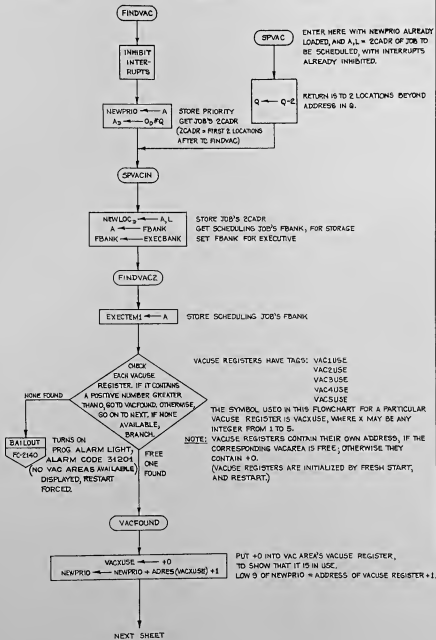 FINDVAC
INHIBIT
INTER-
RUPTS
SPVAC
ENTER HERE WITH NEWPRIO ALREADY
LOADED, AND A,L = 2CADR OF JOB TO
BE SCHEDULED, WITH INTERRUPTS
ALREADY INHIBITED.
Q ← Q-2
RETURN IS TO 2 LOCATIONS BEYOND
ADDRESS IN Q.
NEWPRIO ← A
STORE PRIORITY
GET JOB'S 2CADR
(2CADR = FIRST 2 LOCATIONS
AFTER TC FINDVAC)
SPVACIN
NEWLOC₂ ← A,L
A ← FBANK
FBANK ← EXECBANK
STORE JOB'S 2CADR
GET SCHEDULING JOB'S FBANK, FOR STORAGE
SET FBANK FOR EXECUTIVE
FINDVAC2
EXECTEM1 ← A
STORE SCHEDULING JOB'S FBANK
CHECK
EACH VACUSE
REGISTER. IF IT CONTAINS
A POSITIVE NUMBER GREATER
THAN 0, GO TO VACFOUND, OTHERWISE,
GO ON TO NEXT, IF NONE
AVAILABLE,
BRANCH.
NONE FOUND
FREE
ONE
FOUND
VACUSE REGISTERS HAVE TAGS: VAC1USE
VAC2USE
VAC3USE
VAC4USE
VAC5USE
THE SYMBOL USED IN THIS FLOWCHART FOR A PARTICULAR
VACUSE REGISTER IS VACXUSE, WHERE X MAY BE ANY
INTEGER FROM 1 TO 5.
NOTE: VACUSE REGISTERS CONTAIN THEIR OWN ADDRESS, IF THE
CORRESPONDING VACAREA IS FREE; OTHERWISE THEY
CONTAIN +0.
(VACUSE REGISTERS ARE INITIALIZED BY FRESH START,
AND RESTART.)
BAILOUT
FC-2140
TURNS ON
PROG ALARM LIGHT,
ALARM CODE 31201
(NO VAC AREAS AVAILABLE)
DISPLAYED, RESTART
FORCED.
VACFOUND
VACXUSE ← +0
NEWPRIO ← NEWPRIO + ADRES(VACXUSE) +1
PUT +0 INTO VAC AREA'S VACUSE REGISTER,
TO SHOW THAT IT IS IN USE.
LOW 9 OF NEWPRIO = ADDRESS OF VACUSE REGISTER +1.
NEXT SHEET